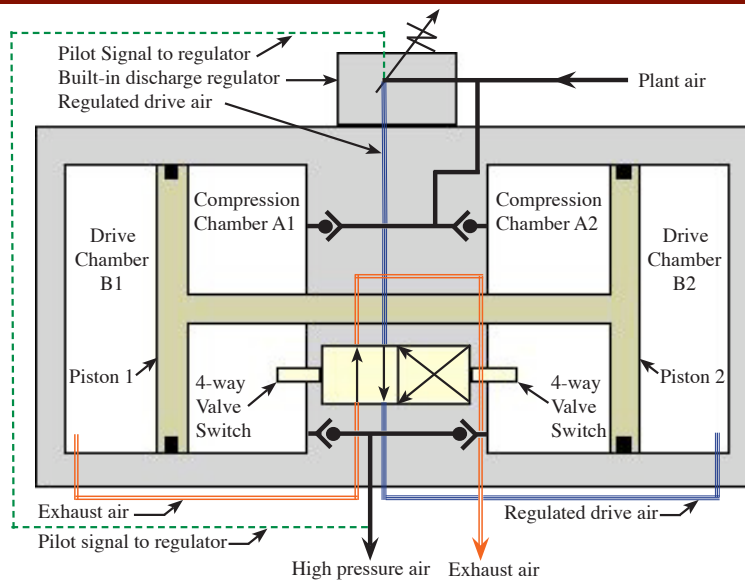 Pilot Signal to regulator
Built-in discharge regulator
Regulated drive air
Plant air
Compression
Chamber A1
Compression
Chamber A2
Drive
Chamber
B1
Drive
Chamber
B2
Piston 1
4-way
Valve
Switch
4-way
Valve
Switch
Piston 2
Exhaust air
Regulated drive air
Pilot signal to regulator
High pressure air
Exhaust air